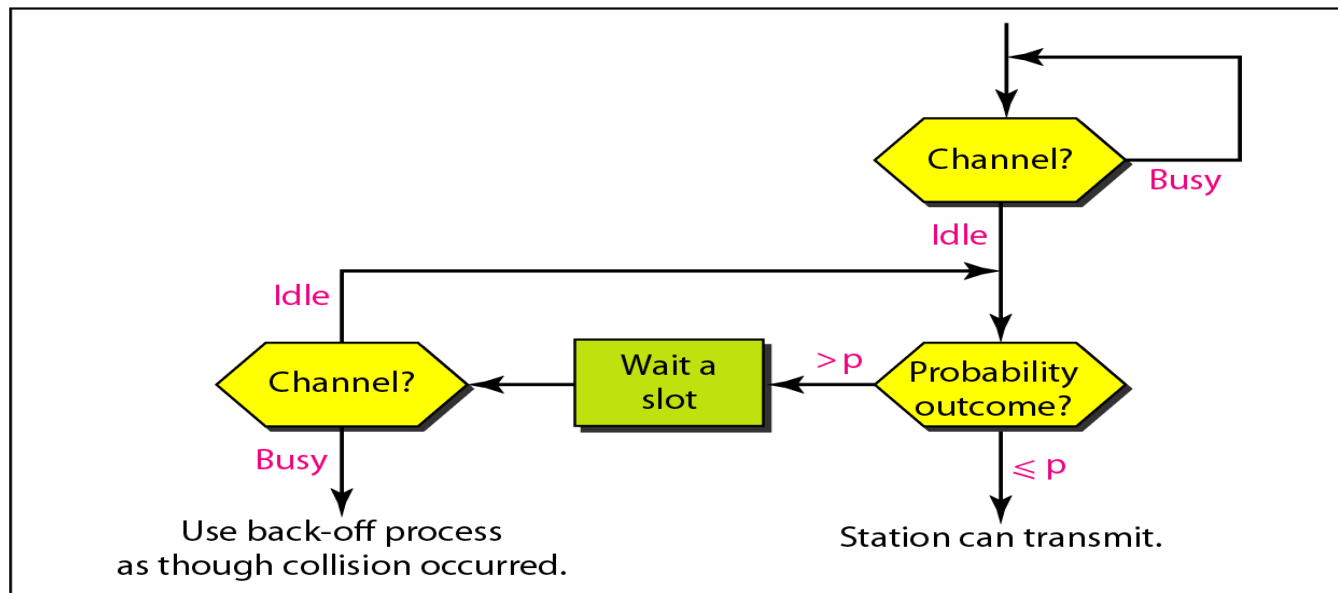 Channel?
Busy
Idle
Idle
Channel?
Wait a
slot
> p
Probability
outcome?
Busy
⩽ p
Use back-off process
as though collision occurred.
Station can transmit.